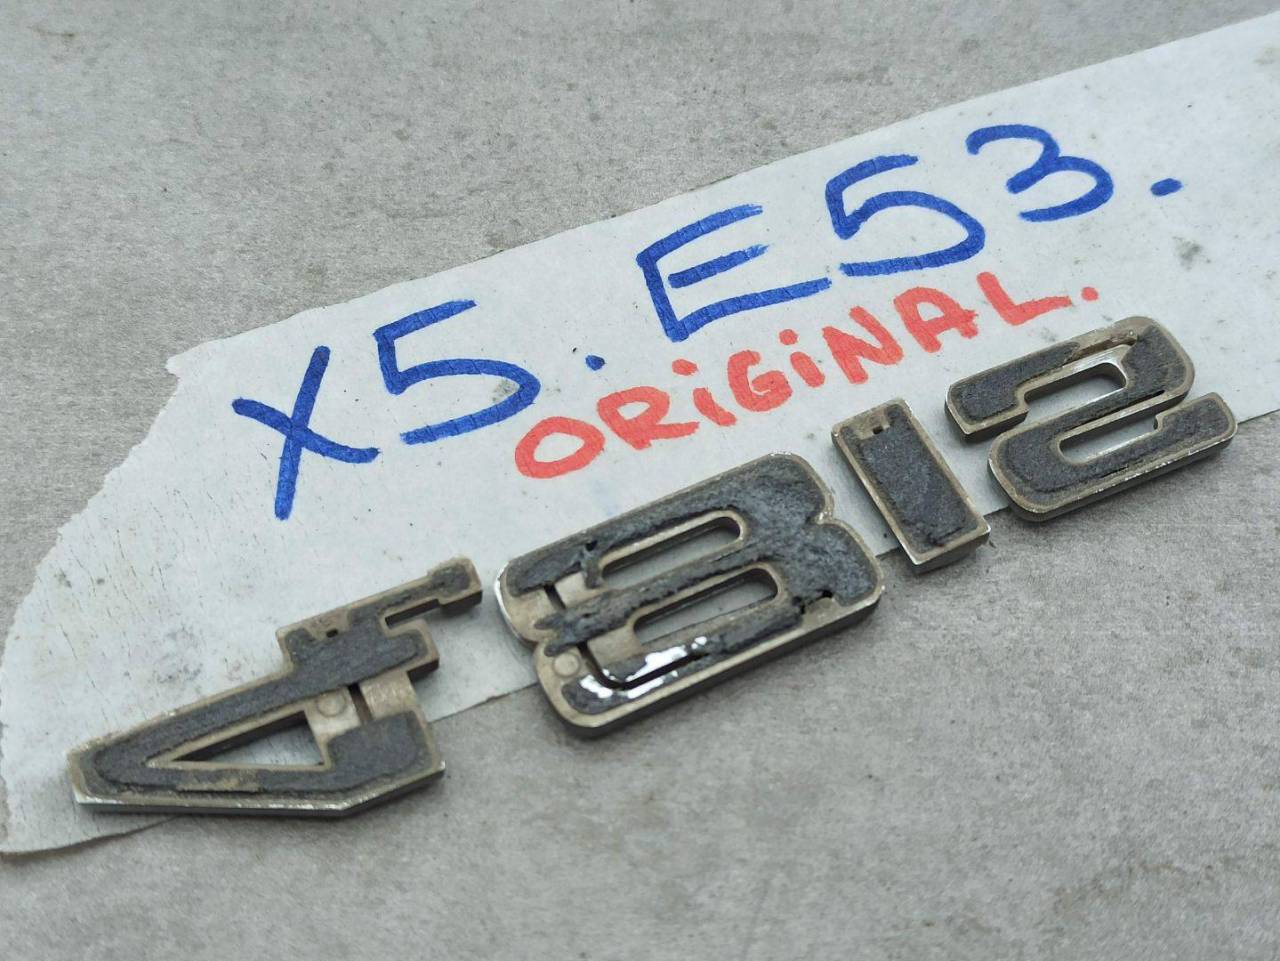 X5. E53.
ORiGiNAL.
4.8is